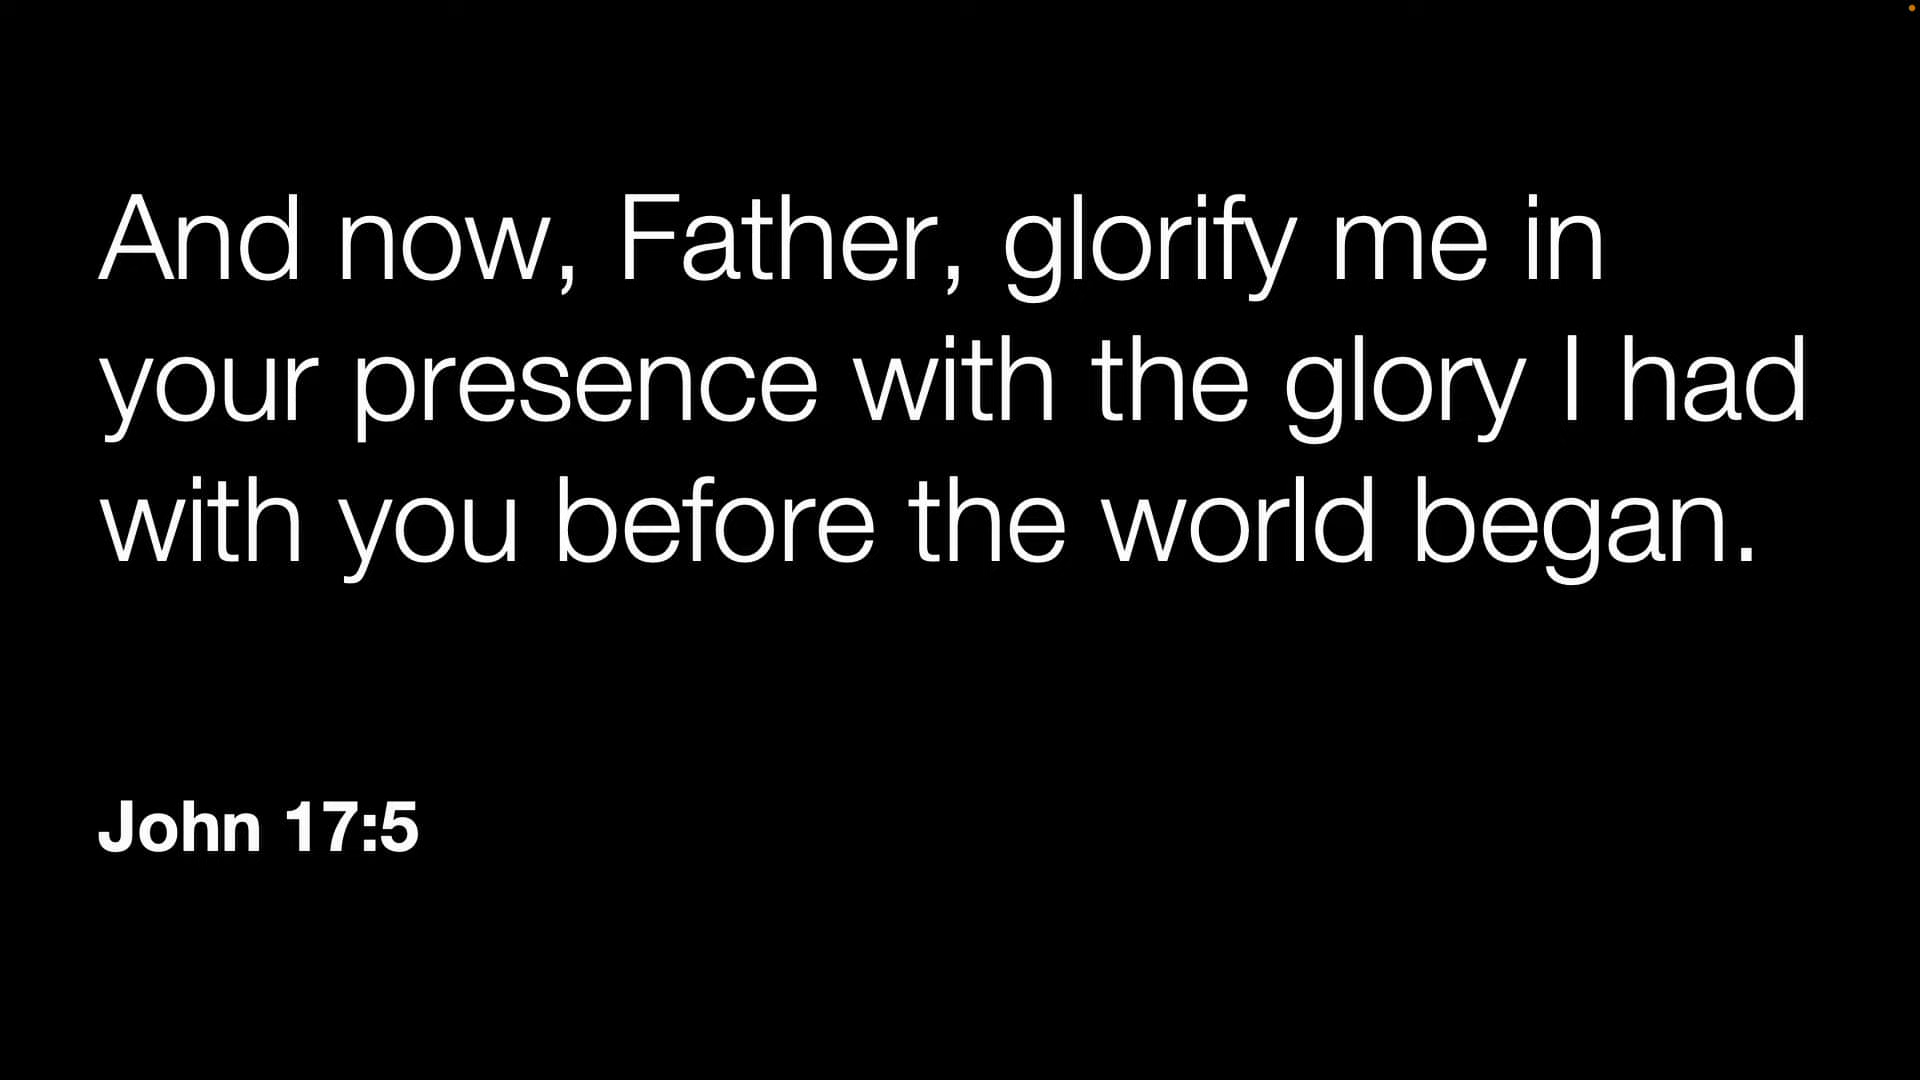 And now, Father, glorify me in
your presence with the glory I had
with you before the world began.
John 17:5